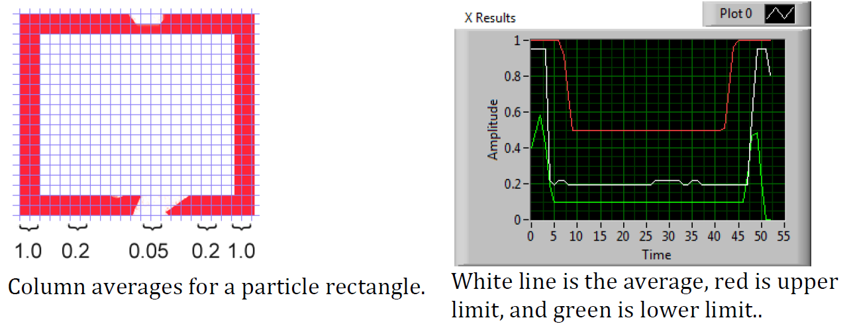 1.0 0.2 0.05 0.2 1.0
Column averages for a particle rectangle.
X Results
Plot 0
Amplitude
1
0.8
0.6
0.4
0.2
0
0 5 10 15 20 25 30 35 40 45 50 55
Time
White line is the average, red is upper
limit, and green is lower limit..